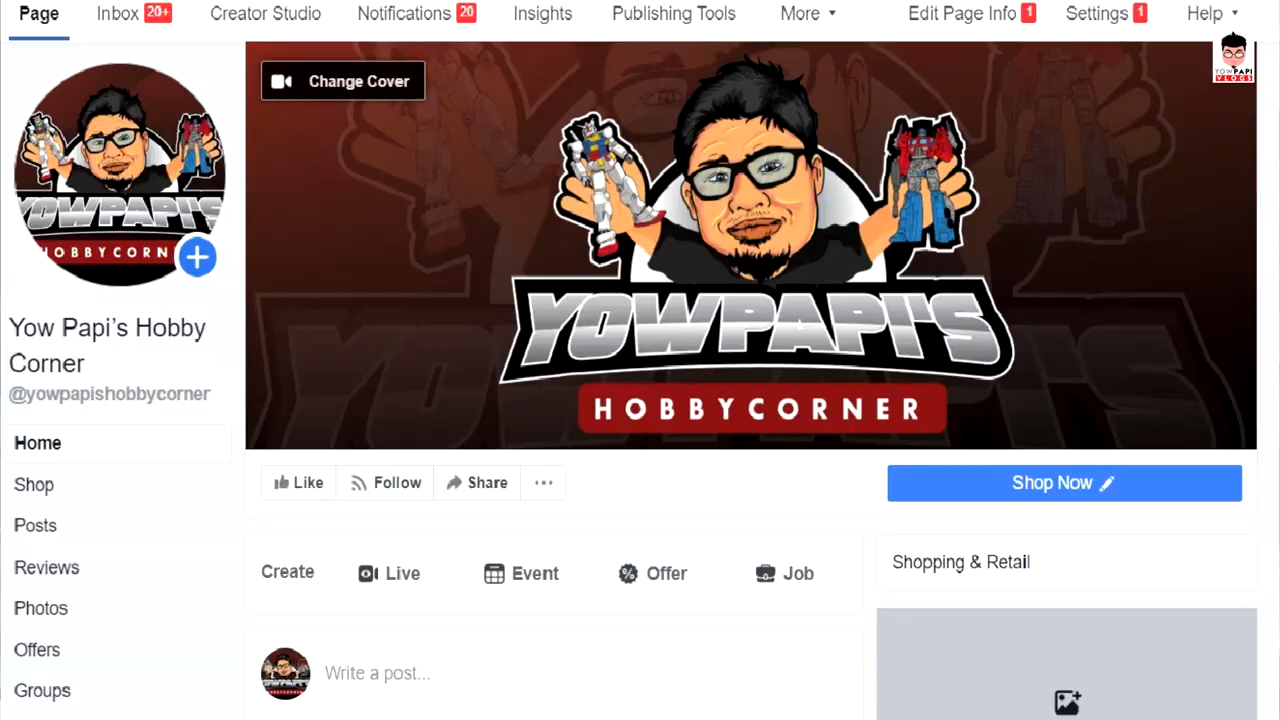 Page Inbox 20+ Creator Studio Notifications 20 Insights Publishing Tools More Edit Page Info 1 Settings 1 Help
YOWPAPI
VLOGS
Change Cover
YOWPAPI'S
HOBBYCORNER
YOWPAPI'S
HOBBYCORN
Yow Papi’s Hobby
Corner
@yowpapishobbycorner
Home
Shop
Posts
Reviews
Photos
Offers
Groups
Like Follow Share
Shop Now
Create Live Event Offer Job
Shopping & Retail
Write a post...